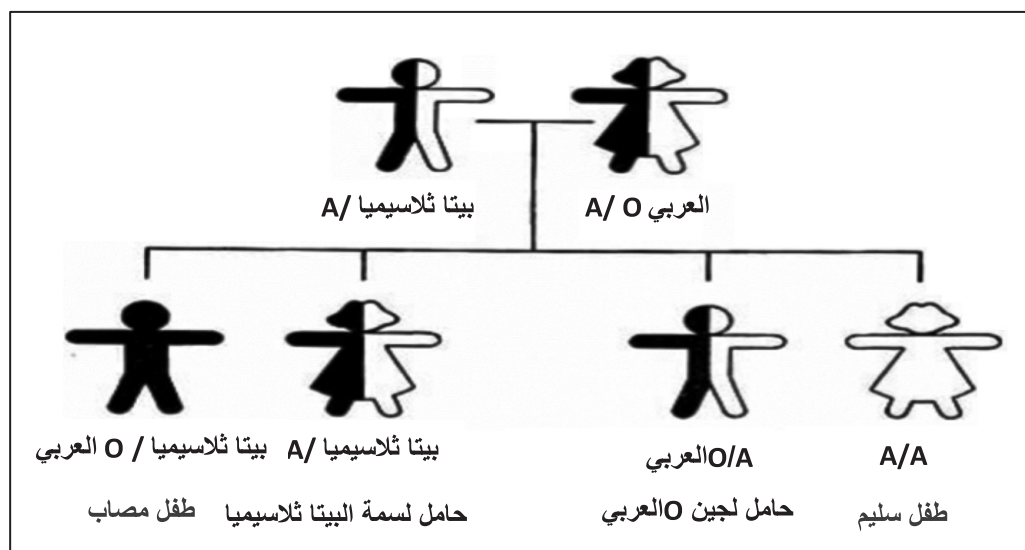 بيتا ثلاسيميا /A
العربي A/ O
بيتا ثلاسيميا / O العربي
بيتا ثلاسيميا /A
O/Aالعربي
A/A
طفل مصاب
حامل لسمة البيتا ثلاسيميا
حامل لجين Oالعربي
طفل سليم